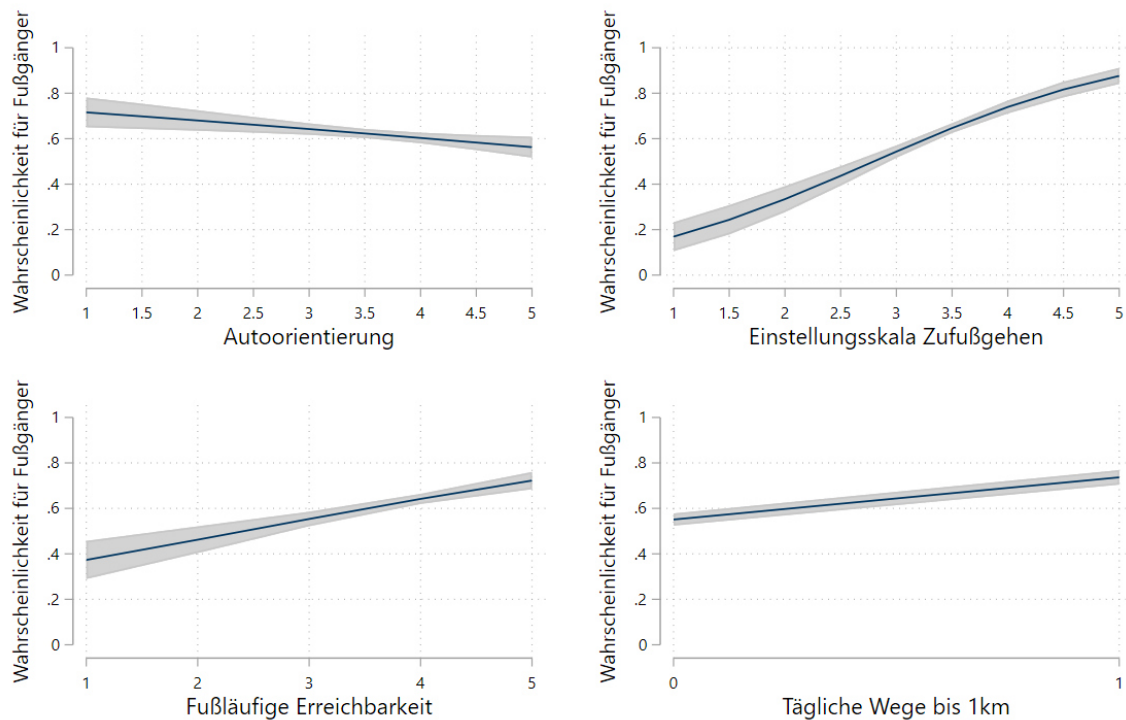 Wahrscheinlichkeit für Fußgänger
1
.8
.6
.4
.2
0
1 1.5 2 2.5 3 3.5 4 4.5 5
Autoorientierung
Wahrscheinlichkeit für Fußgänger
1
.8
.6
.4
.2
0
1 1.5 2 2.5 3 3.5 4 4.5 5
Einstellungsskala Zufußgehen
Wahrscheinlichkeit für Fußgänger
1
.8
.6
.4
.2
0
1 2 3 4 5
Fußläufige Erreichbarkeit
Wahrscheinlichkeit für Fußgänger
1
.8
.6
.4
.2
0
0 1
Tägliche Wege bis 1km